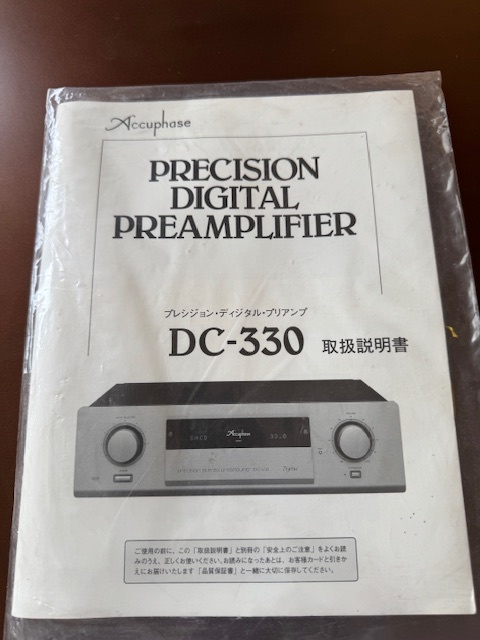 Accuphase
PRECISION
DIGITAL
PREAMPLIFIER
プレシジョン・ディジタル・プリアンプ
DC-330 取扱説明書
Accuphase
ご使用の前に、この「取扱説明書」と別冊の「安全上のご注意」をよくお読
みのうえ、正しくお使いください。お読みになったあとは、お客様カードと引きか
えにお届けいたします「品質保証書」と一緒に大切に保存してください。